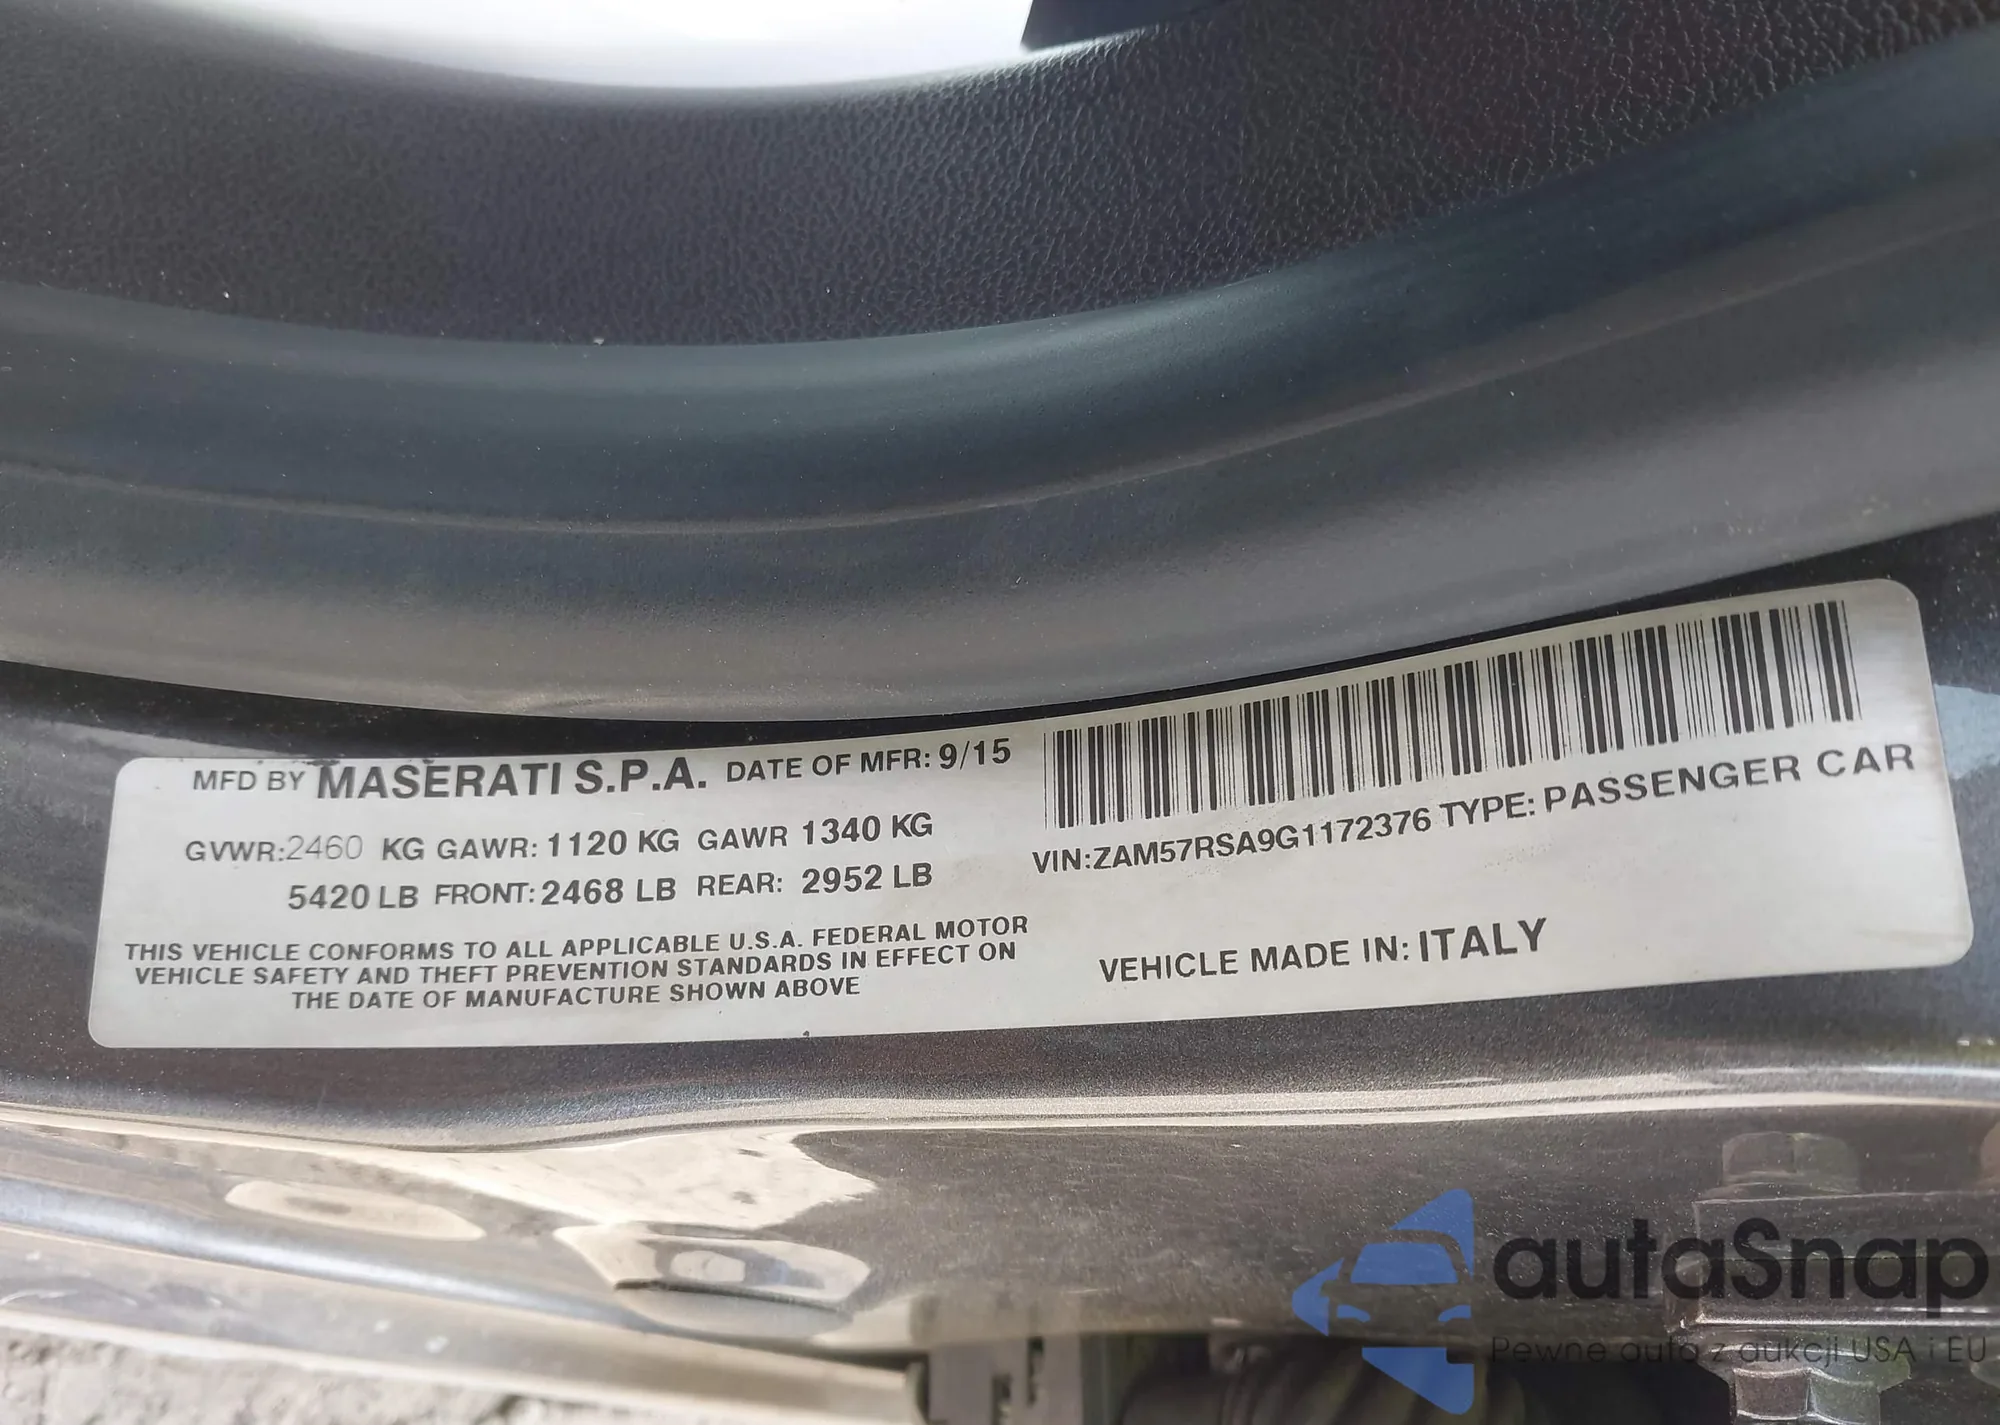 MFD BY MASERATI S.P.A. DATE OF MFR: 9/15
GVWR:2460 KG GAWR: 1120 KG GAWR 1340 KG
5420 LB FRONT: 2468 LB REAR: 2952 LB
THIS VEHICLE CONFORMS TO ALL APPLICABLE U.S.A. FEDERAL MOTOR
VEHICLE SAFETY AND THEFT PREVENTION STANDARDS IN EFFECT ON
THE DATE OF MANUFACTURE SHOWN ABOVE
VIN:ZAM57RSA9G1172376 TYPE: PASSENGER CAR
VEHICLE MADE IN: ITALY
autaSnap
Pewne auta z aukcji USA i EU